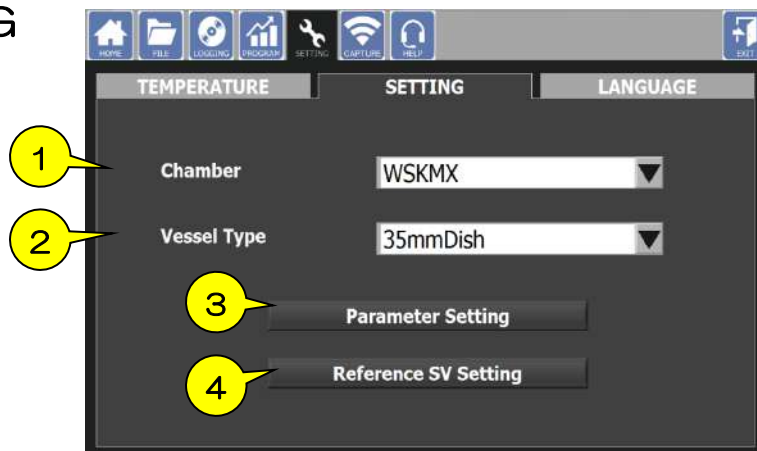 G
HOME FILE LOGGING PROGRAM SETTING CAPTURE HELP EXIT
TEMPERATURE SETTING LANGUAGE
1 Chamber WSKMX
2 Vessel Type 35mmDish
3 Parameter Setting
4 Reference SV Setting